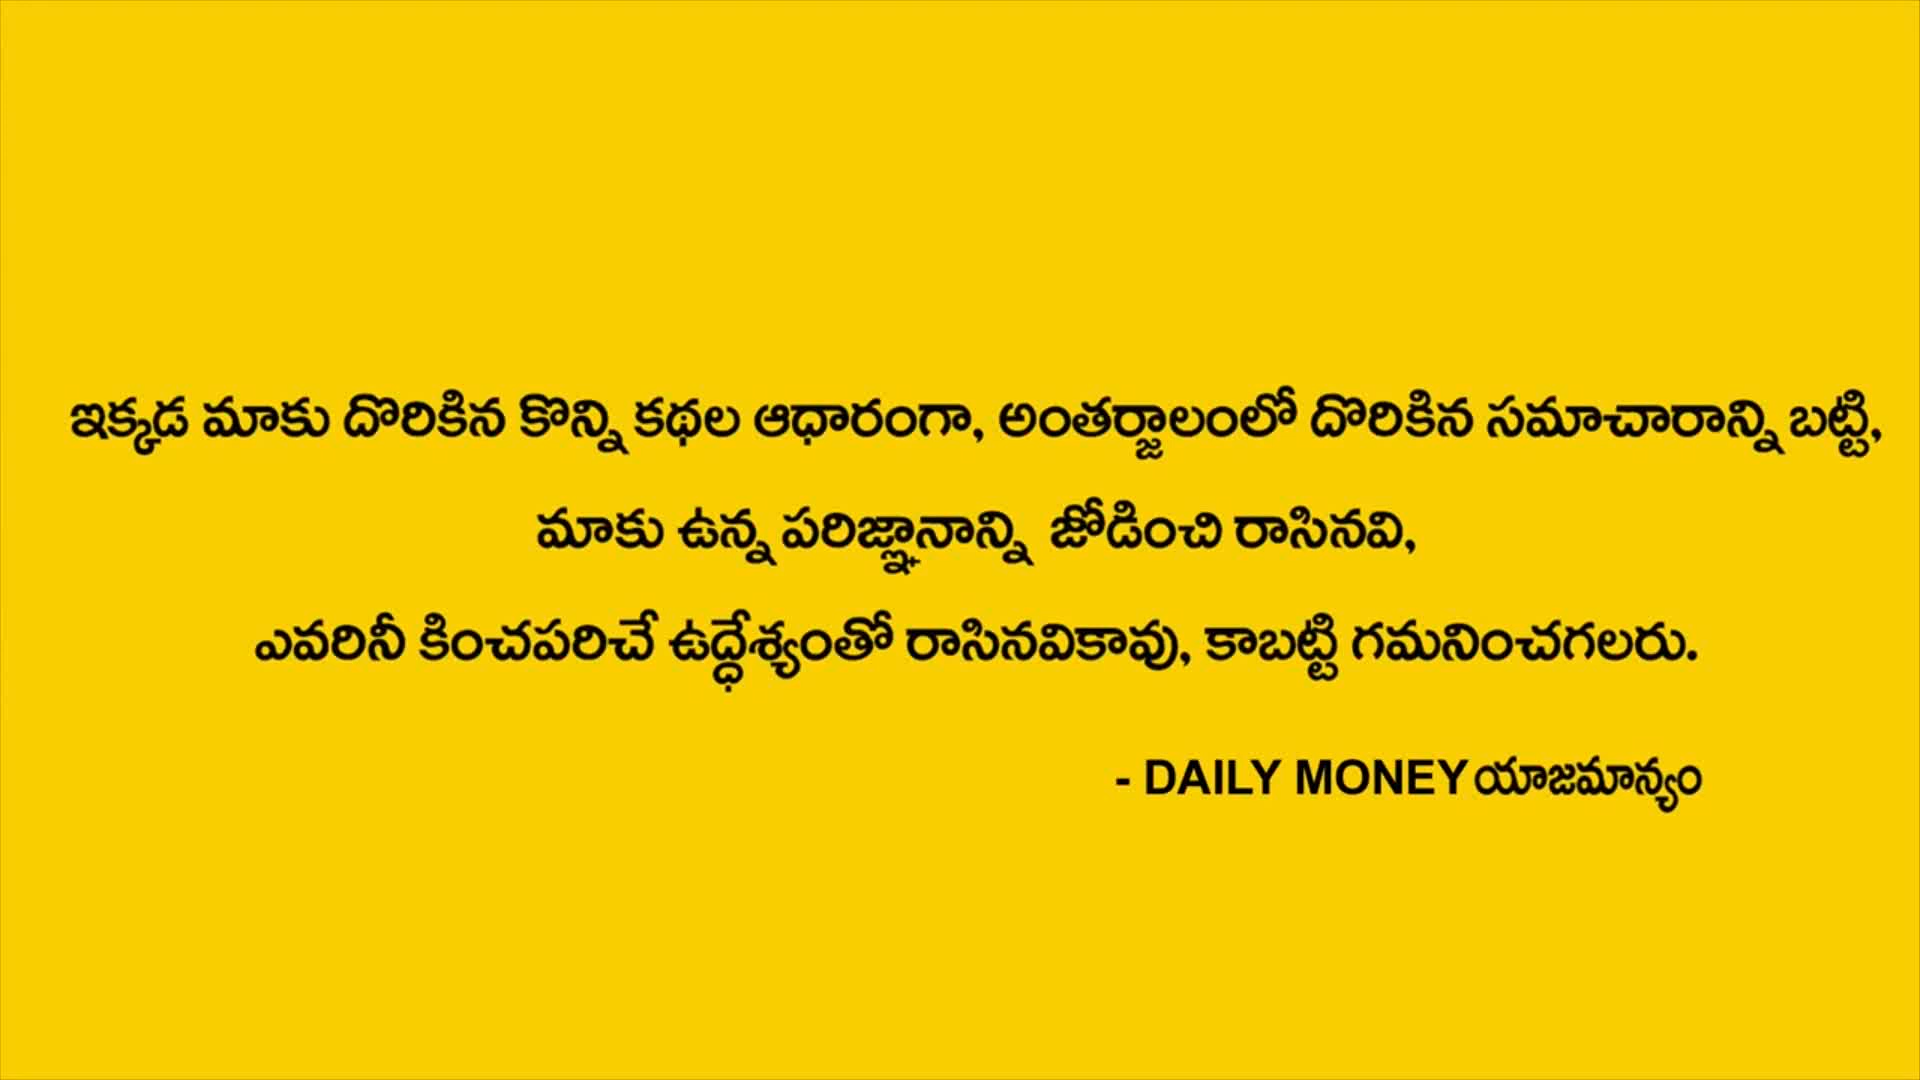 ఇక్కడ మాకు దొరికిన కొన్ని కథల ఆధారంగా, అంతర్జాలంలో దొరికిన సమాచారాన్ని బట్టి,
మాకు ఉన్న పరిజ్ఞానాన్ని జోడించి రాసినవి,
ఎవరినీ కించపరిచే ఉద్ధేశ్యంతో రాసినవికావు, కాబట్టి గమనించగలరు.
- DAILY MONEY యాజమాన్యం